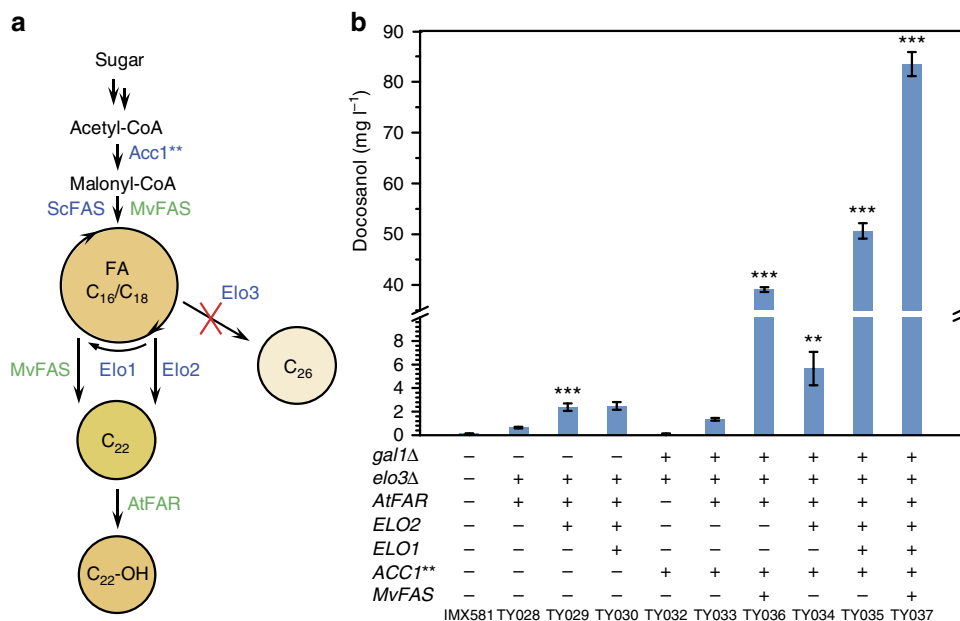 a
Sugar
Acetyl-CoA
Acc1**
Malonyl-CoA
ScFAS MvFAS
FA
C16/C18
Elo3
MvFAS Elo1 Elo2
C26
C22
AtFAR
C22-OH
b
Docosanol (mg l⁻¹)
90
80
70
60
50
40
8
6
4
2
0
***
***
**
***
***
***
gal1Δ – – – – + + + + + +
elo3Δ – + + + + + + + + +
AtFAR – + + + – + + + + +
ELO2 – – + + – – – + + +
ELO1 – – – + – – – – + +
ACC1** – – – – + + + + + +
MvFAS – – – – – – + – – +
IMX581 TY028 TY029 TY030 TY032 TY033 TY036 TY034 TY035 TY037